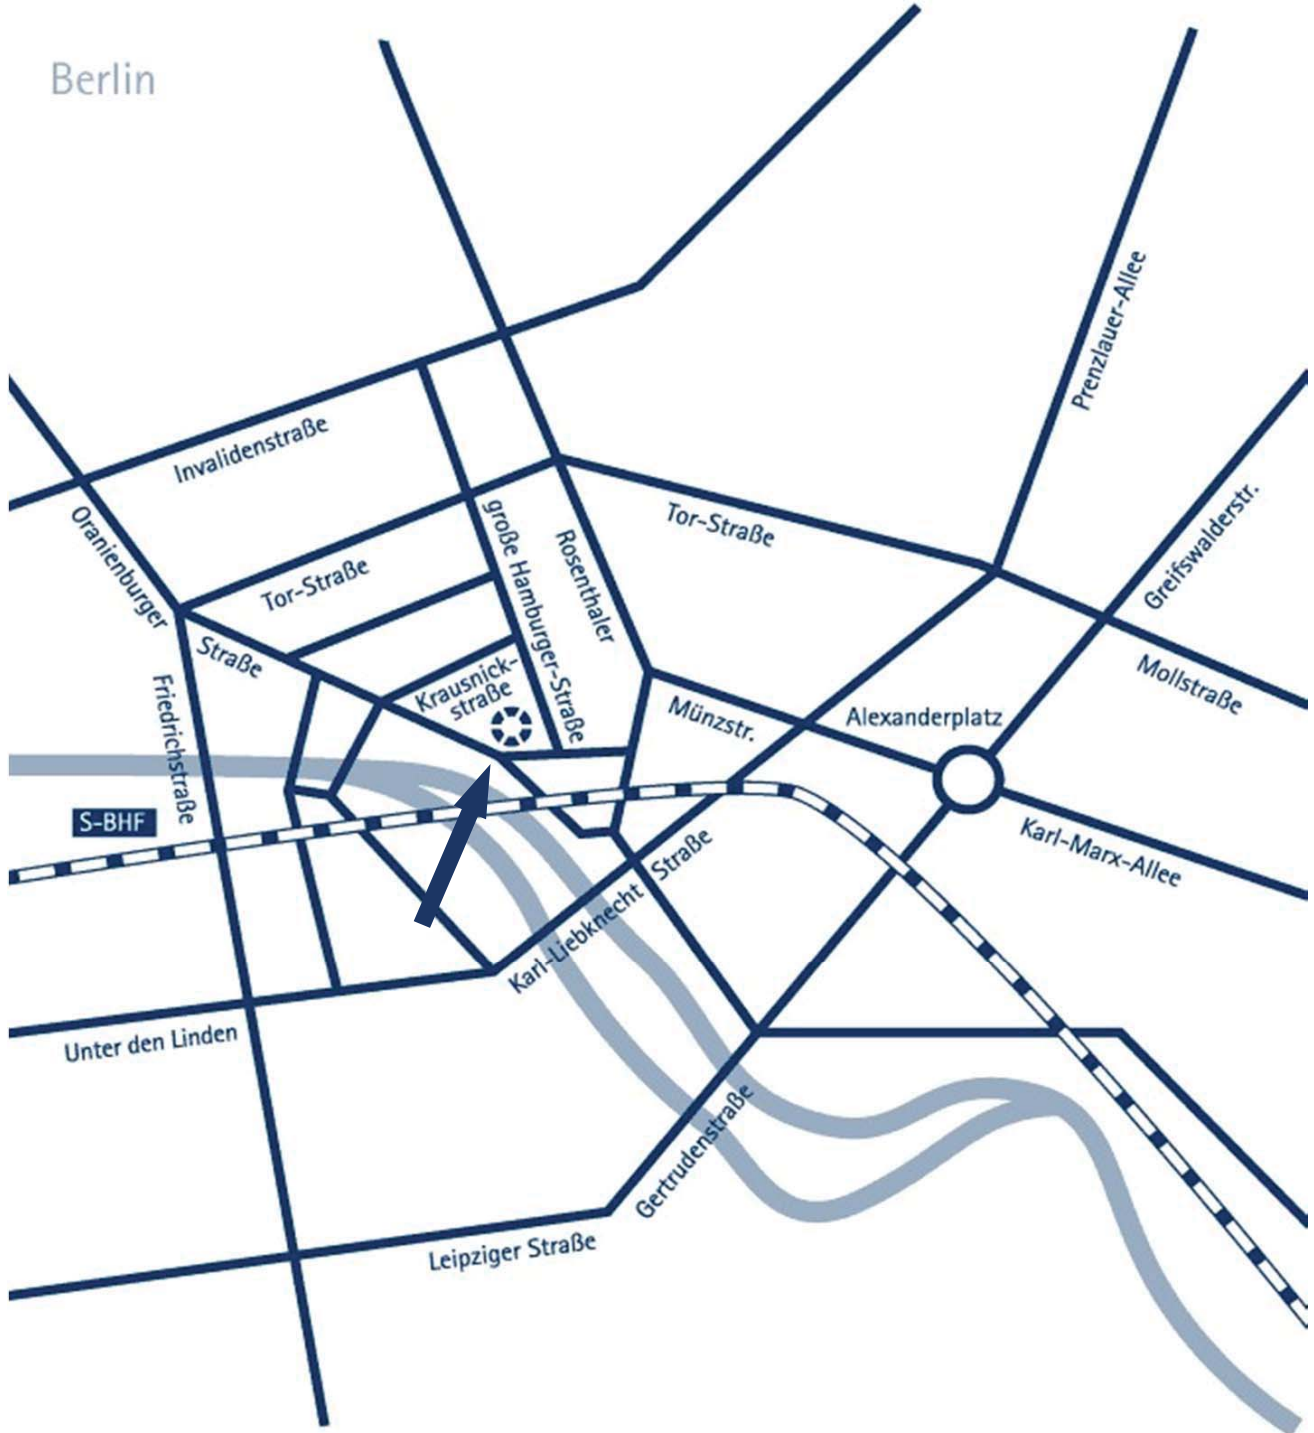 Berlin
Prenzlauer-Allee
Invalidenstraße
Oranienburger
Straße
Tor-Straße
große Hamburger-Straße
Rosenthaler
Tor-Straße
Greifswalderstr.
Mollstraße
Krausnick-
straße
Münzstr.
Alexanderplatz
Friedrichstraße
S-BHF
Karl-Marx-Allee
Karl-Liebknecht Straße
Unter den Linden
Gertrudenstraße
Leipziger Straße